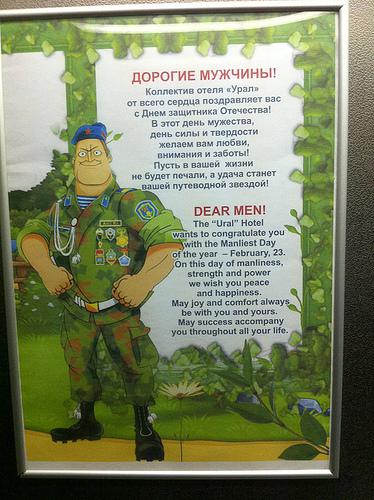 ДОРОГИЕ МУЖЧИНЫ!
Коллектив отеля «Урал»
от всего сердца поздравляет вас
с Днем защитника Отечества!
В этот день мужества,
день силы и твердости
желаем вам любви,
внимания и заботы!
Пусть в вашей жизни
не будет печали, а удача станет
вашей путеводной звездой!
DEAR MEN!
The "Ural" Hotel
wants to congratulate you
with the Manliest Day
of the year – February, 23.
On this day of manliness,
strength and power
we wish you peace
and happiness.
May joy and comfort always
be with you and yours.
May success accompany
you throughout all your life.